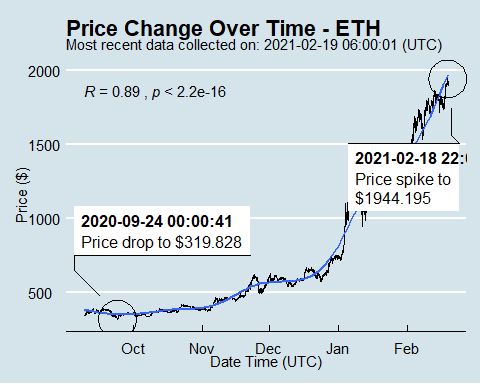 Price Change Over Time - ETH
Most recent data collected on: 2021-02-19 06:00:01 (UTC)
2000
R = 0.89 , p < 2.2e-16
1500
2021-02-18 22:0
Price spike to
$1944.195
Price ($)
1000
2020-09-24 00:00:41
Price drop to $319.828
500
Oct
Nov
Dec
Jan
Feb
Date Time (UTC)